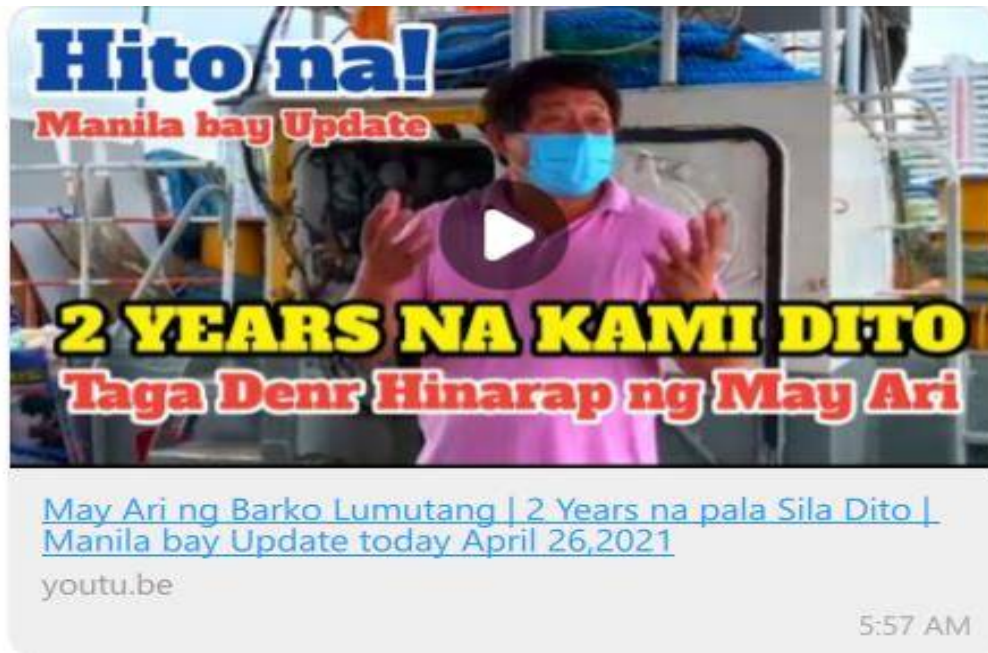 Hito na!
Manila bay Update
2 YEARS NA KAMI DITO
Taga Denr Hinarap ng May Ari
May Ari ng Barko Lumutang | 2 Years na pala Sila Dito |
Manila bay Update today April 26,2021
youtu.be
5:57 AM